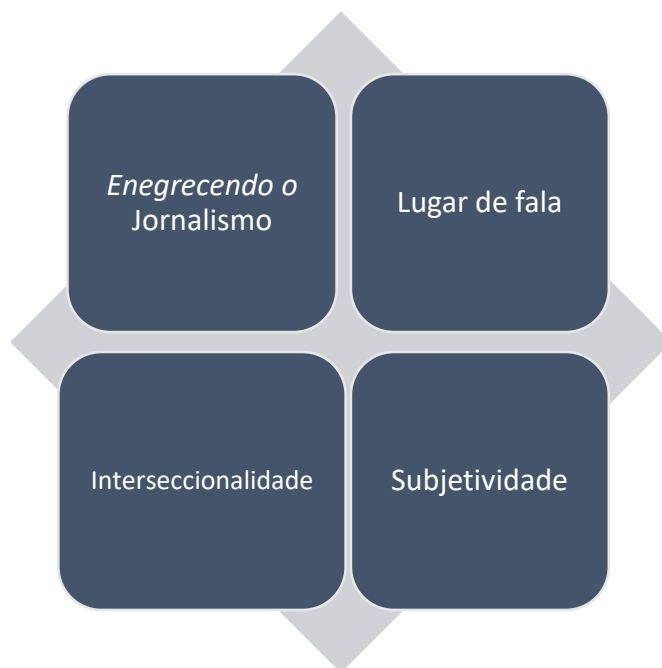 Enegrecendo o
Jornalismo
Lugar de fala
Interseccionalidade
Subjetividade